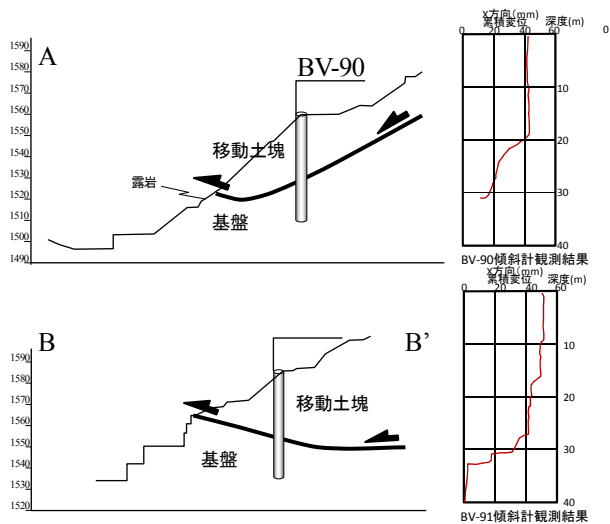 A
BV-90
1590
1580
1570
1560
1550
1540
1530
1520
1510
1500
1490
移動土塊
露岩
基盤
X方向(mm)
累積変位 深度(m)
0 20 40 60
0
10
20
30
40
BV-90傾斜計観測結果
B B’
1590
1580
1570
1560
1550
1540
1530
1520
移動土塊
基盤
X方向(mm)
累積変位 深度(m)
0 20 40 60
10
20
30
40
BV-91傾斜計観測結果